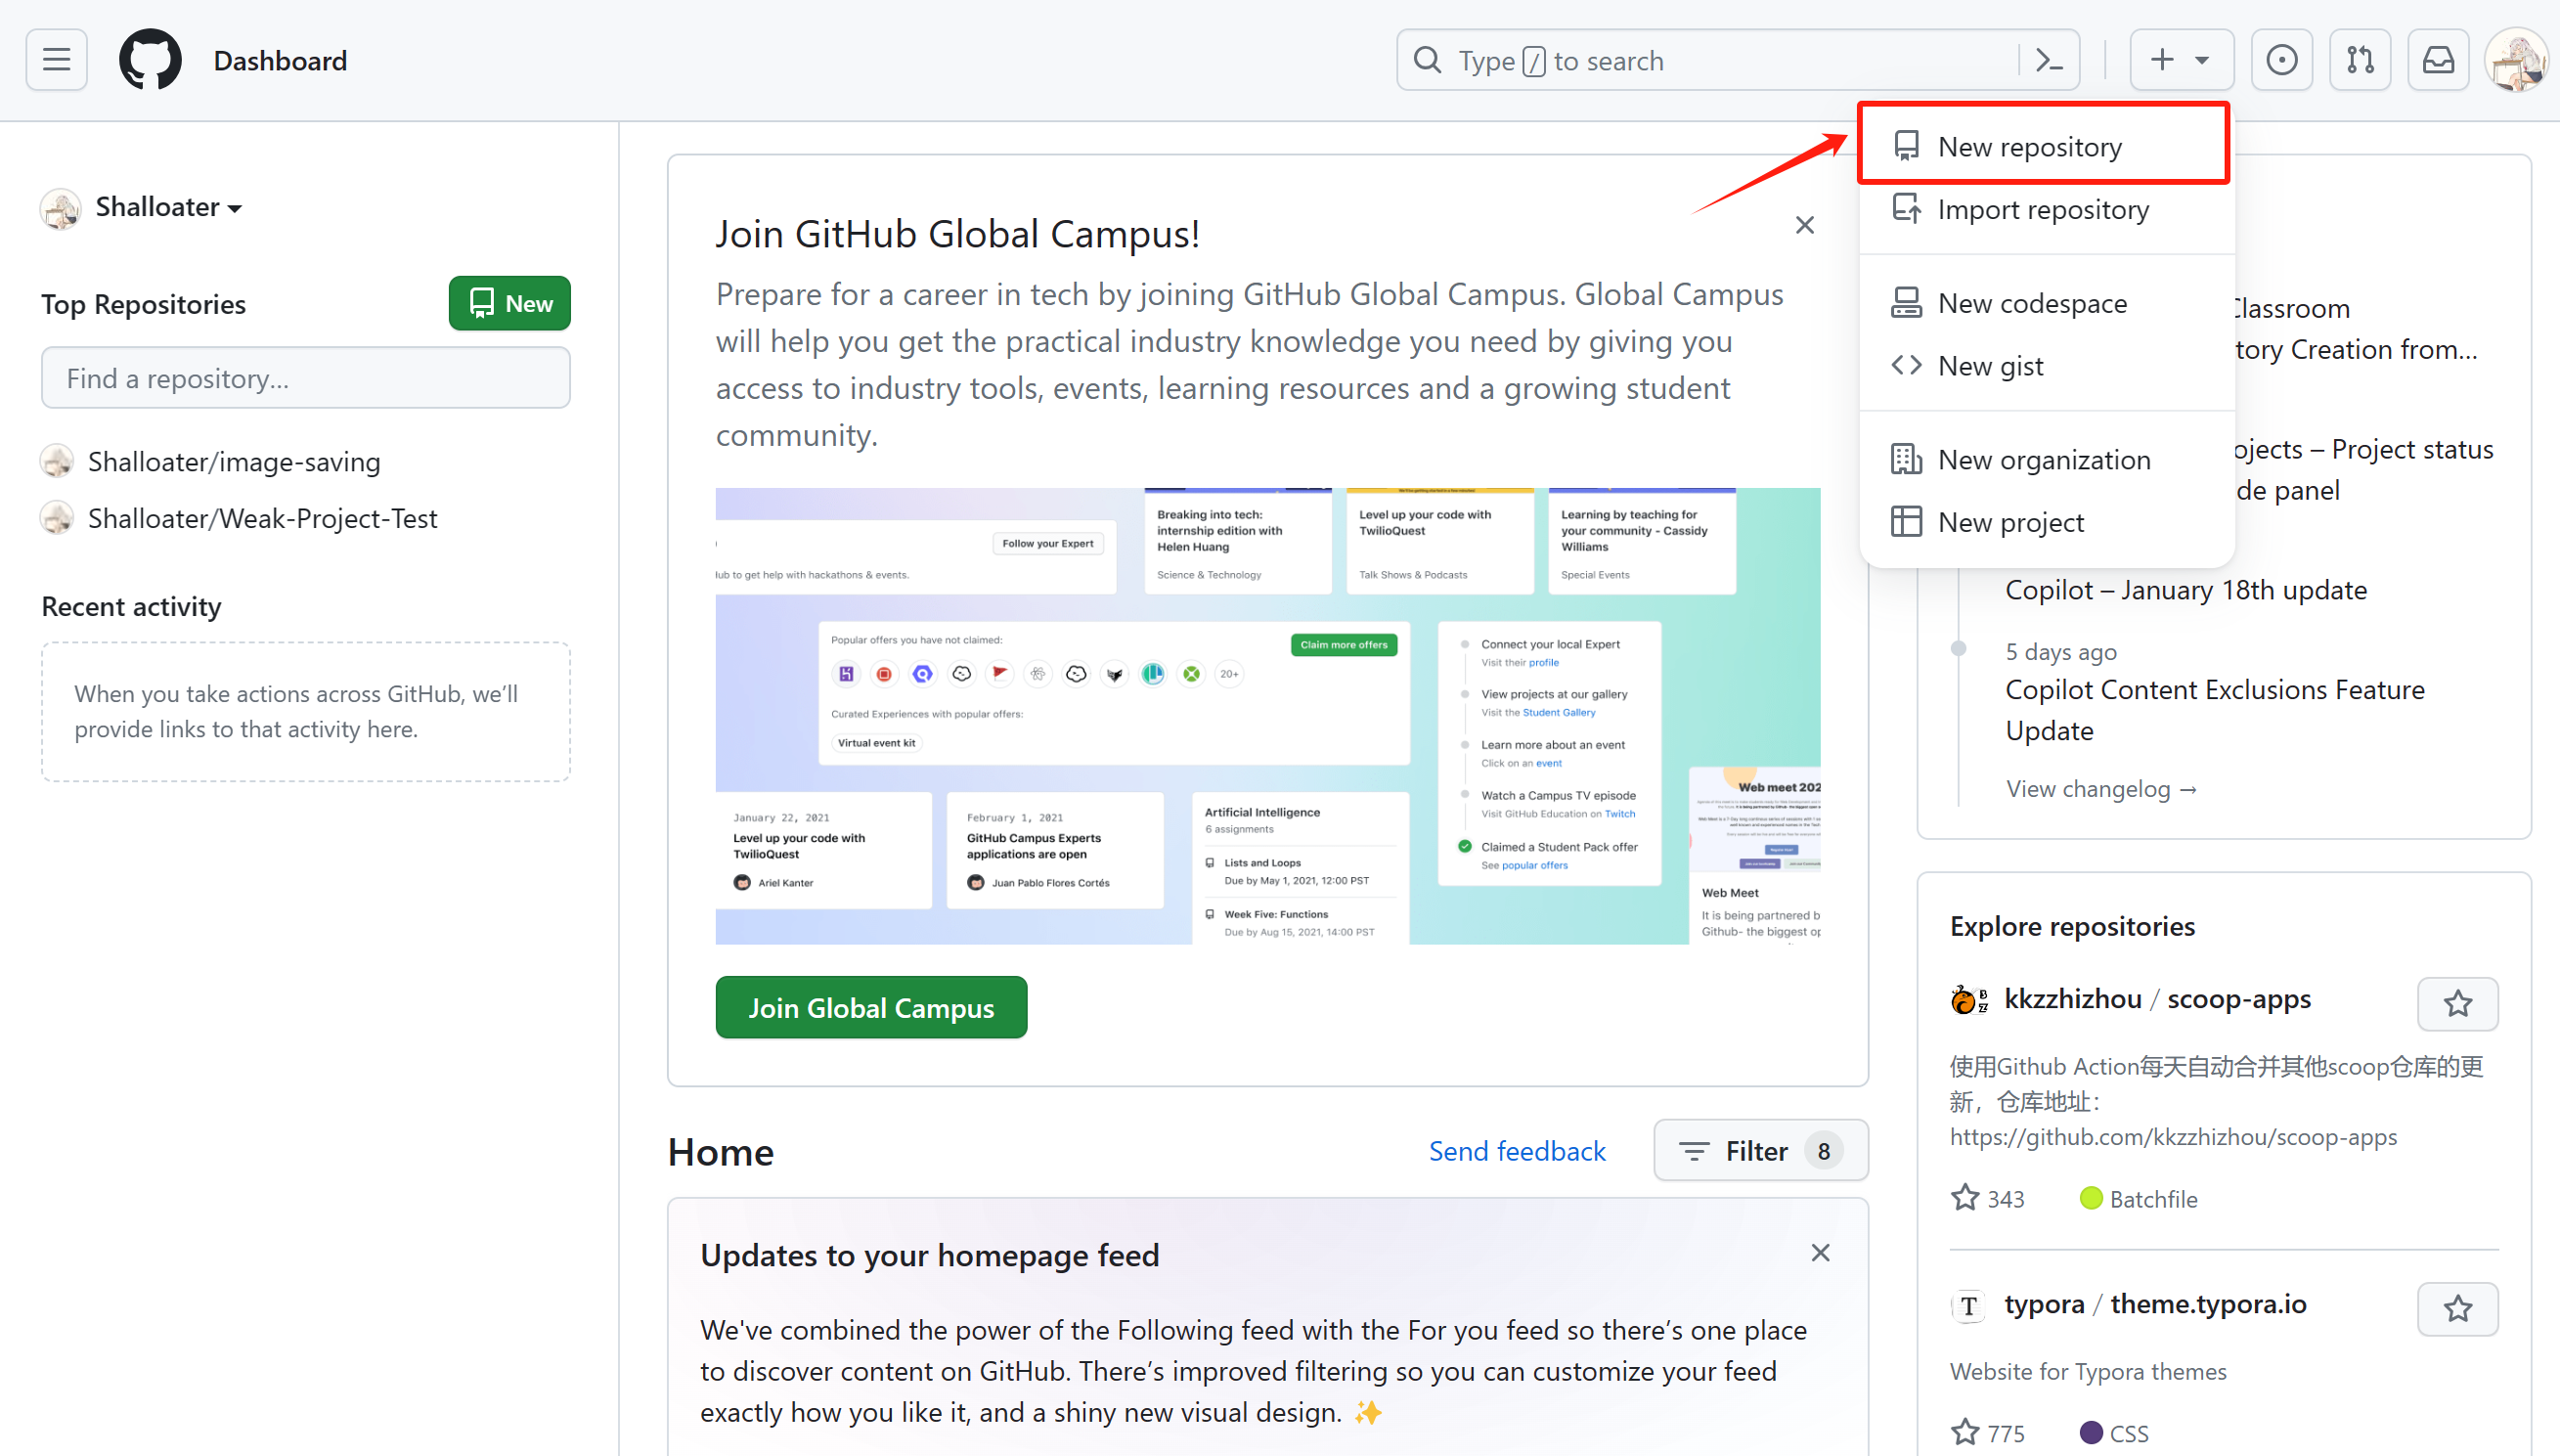 Dashboard
Type / to search
Shalloater
Top Repositories
New
Find a repository...
Shalloater/image-saving
Shalloater/Weak-Project-Test
Recent activity
When you take actions across GitHub, we’ll
provide links to that activity here.
Join GitHub Global Campus!
Prepare for a career in tech by joining GitHub Global Campus. Global Campus
will help you get the practical industry knowledge you need by giving you
access to industry tools, events, learning resources and a growing student
community.
Follow your Expert
lub to get help with hackathons & events.
Breaking into tech:
internship edition with
Helen Huang
Science & Technology
Level up your code with
TwilioQuest
Talk Shows & Podcasts
Learning by teaching for
your community - Cassidy
Williams
Special Events
Popular offers you have not claimed:
Claim more offers
20+
Curated Experiences with popular offers:
Virtual event kit
Connect your local Expert
Visit their profile
View projects at our gallery
Visit the Student Gallery
Learn more about an event
Click on an event
Watch a Campus TV episode
Visit GitHub Education on Twitch
Claimed a Student Pack offer
See popular offers
January 22, 2021
Level up your code with
TwilioQuest
Ariel Kanter
February 1, 2021
GitHub Campus Experts
applications are open
Juan Pablo Flores Cortés
Artificial Intelligence
6 assignments
Lists and Loops
Due by May 1, 2021, 12:00 PST
Week Five: Functions
Due by Aug 15, 2021, 14:00 PST
Web meet 202
Web Meet
It is being partnered b
Github- the biggest op
Join Global Campus
Home
Send feedback
Filter 8
Updates to your homepage feed
We've combined the power of the Following feed with the For you feed so there’s one place
to discover content on GitHub. There’s improved filtering so you can customize your feed
exactly how you like it, and a shiny new visual design. ✨
New repository
Import repository
New codespace
New gist
New organization
New project
Classroom
tory Creation from...
ojects – Project status
de panel
Copilot – January 18th update
5 days ago
Copilot Content Exclusions Feature
Update
View changelog →
Explore repositories
kkzzhizhou / scoop-apps
使用Github Action每天自动合并其他scoop仓库的更
新，仓库地址：
https://github.com/kkzzhizhou/scoop-apps
343 Batchfile
typora / theme.typora.io
Website for Typora themes
775 CSS